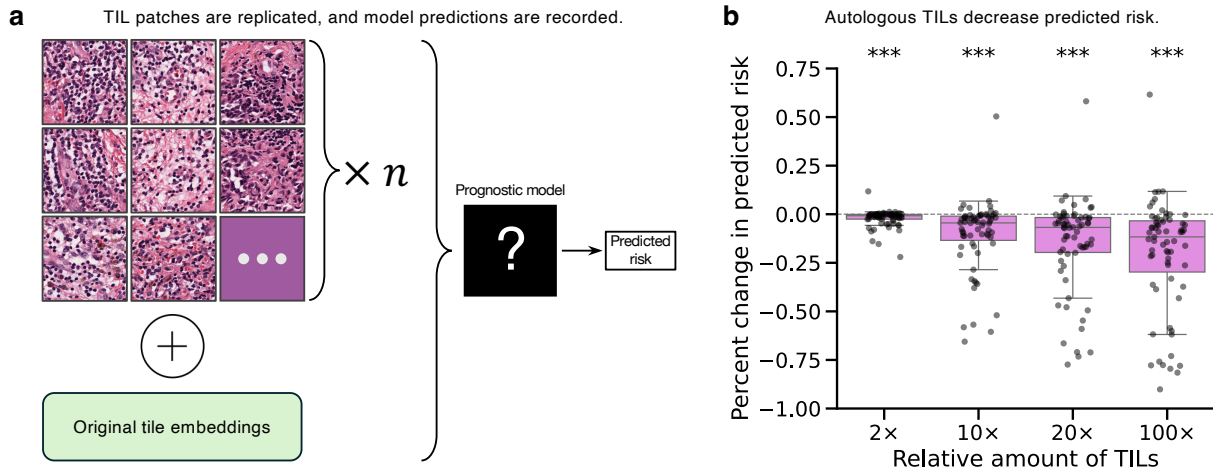 a
TIL patches are replicated, and model predictions are recorded.
× n
Prognostic model
?
Predicted
risk
+
Original tile embeddings
b
Autologous TILs decrease predicted risk.
*** *** *** ***
Percent change in predicted risk
0.75
0.50
0.25
0.00
−0.25
−0.50
−0.75
−1.00
2× 10× 20× 100×
Relative amount of TILs